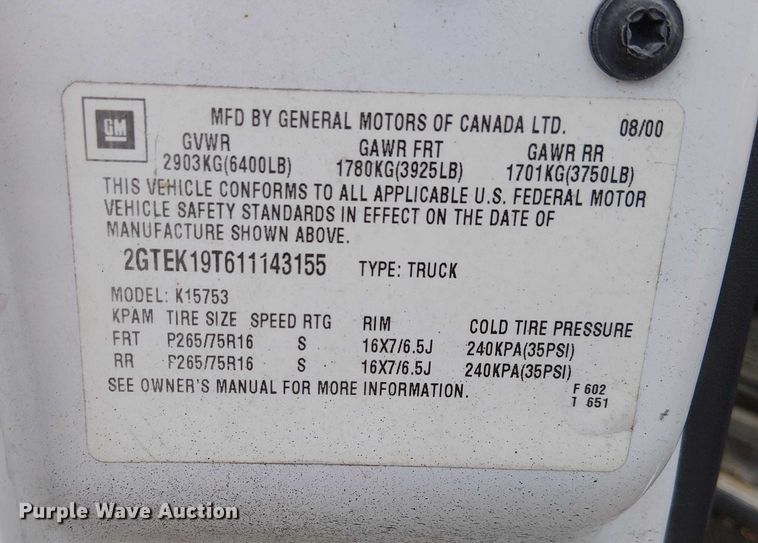 GM
MFD BY GENERAL MOTORS OF CANADA LTD. 08/00
GVWR GAWR FRT GAWR RR
2903KG(6400LB) 1780KG(3925LB) 1701KG(3750LB)
THIS VEHICLE CONFORMS TO ALL APPLICABLE U.S. FEDERAL MOTOR
VEHICLE SAFETY STANDARDS IN EFFECT ON THE DATE OF
MANUFACTURE SHOWN ABOVE.
2GTEK19T611143155 TYPE: TRUCK
MODEL: K15753
KPAM TIRE SIZE SPEED RTG RIM COLD TIRE PRESSURE
FRT P265/75R16 S 16X7/6.5J 240KPA(35PSI)
RR P265/75R16 S 16X7/6.5J 240KPA(35PSI)
SEE OWNER'S MANUAL FOR MORE INFORMATION. F 602
T 651
Purple Wave Auction